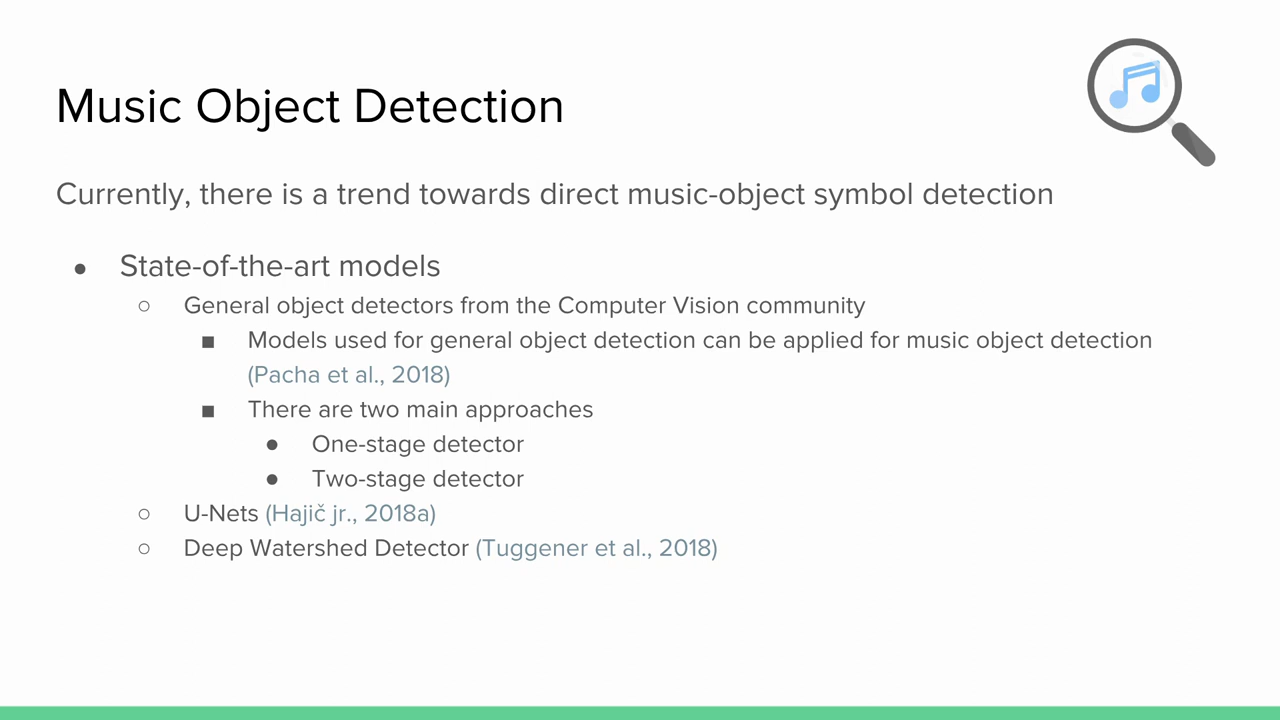 Music Object Detection
Currently, there is a trend towards direct music-object symbol detection
● State-of-the-art models
○ General object detectors from the Computer Vision community
■ Models used for general object detection can be applied for music object detection
(Pacha et al., 2018)
■ There are two main approaches
● One-stage detector
● Two-stage detector
○ U-Nets (Hajič jr., 2018a)
○ Deep Watershed Detector (Tuggener et al., 2018)